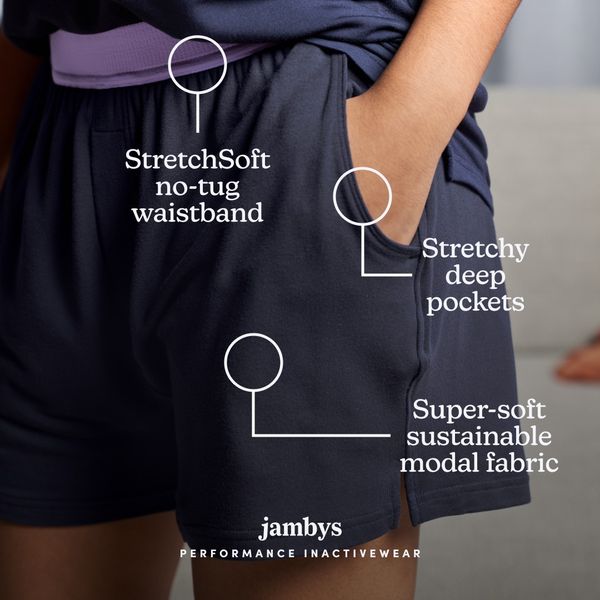 StretchSoft
no-tug
waistband
Stretchy
deep
pockets
Super-soft
sustainable
modal fabric
jambys
PERFORMANCE INACTIVEWEAR